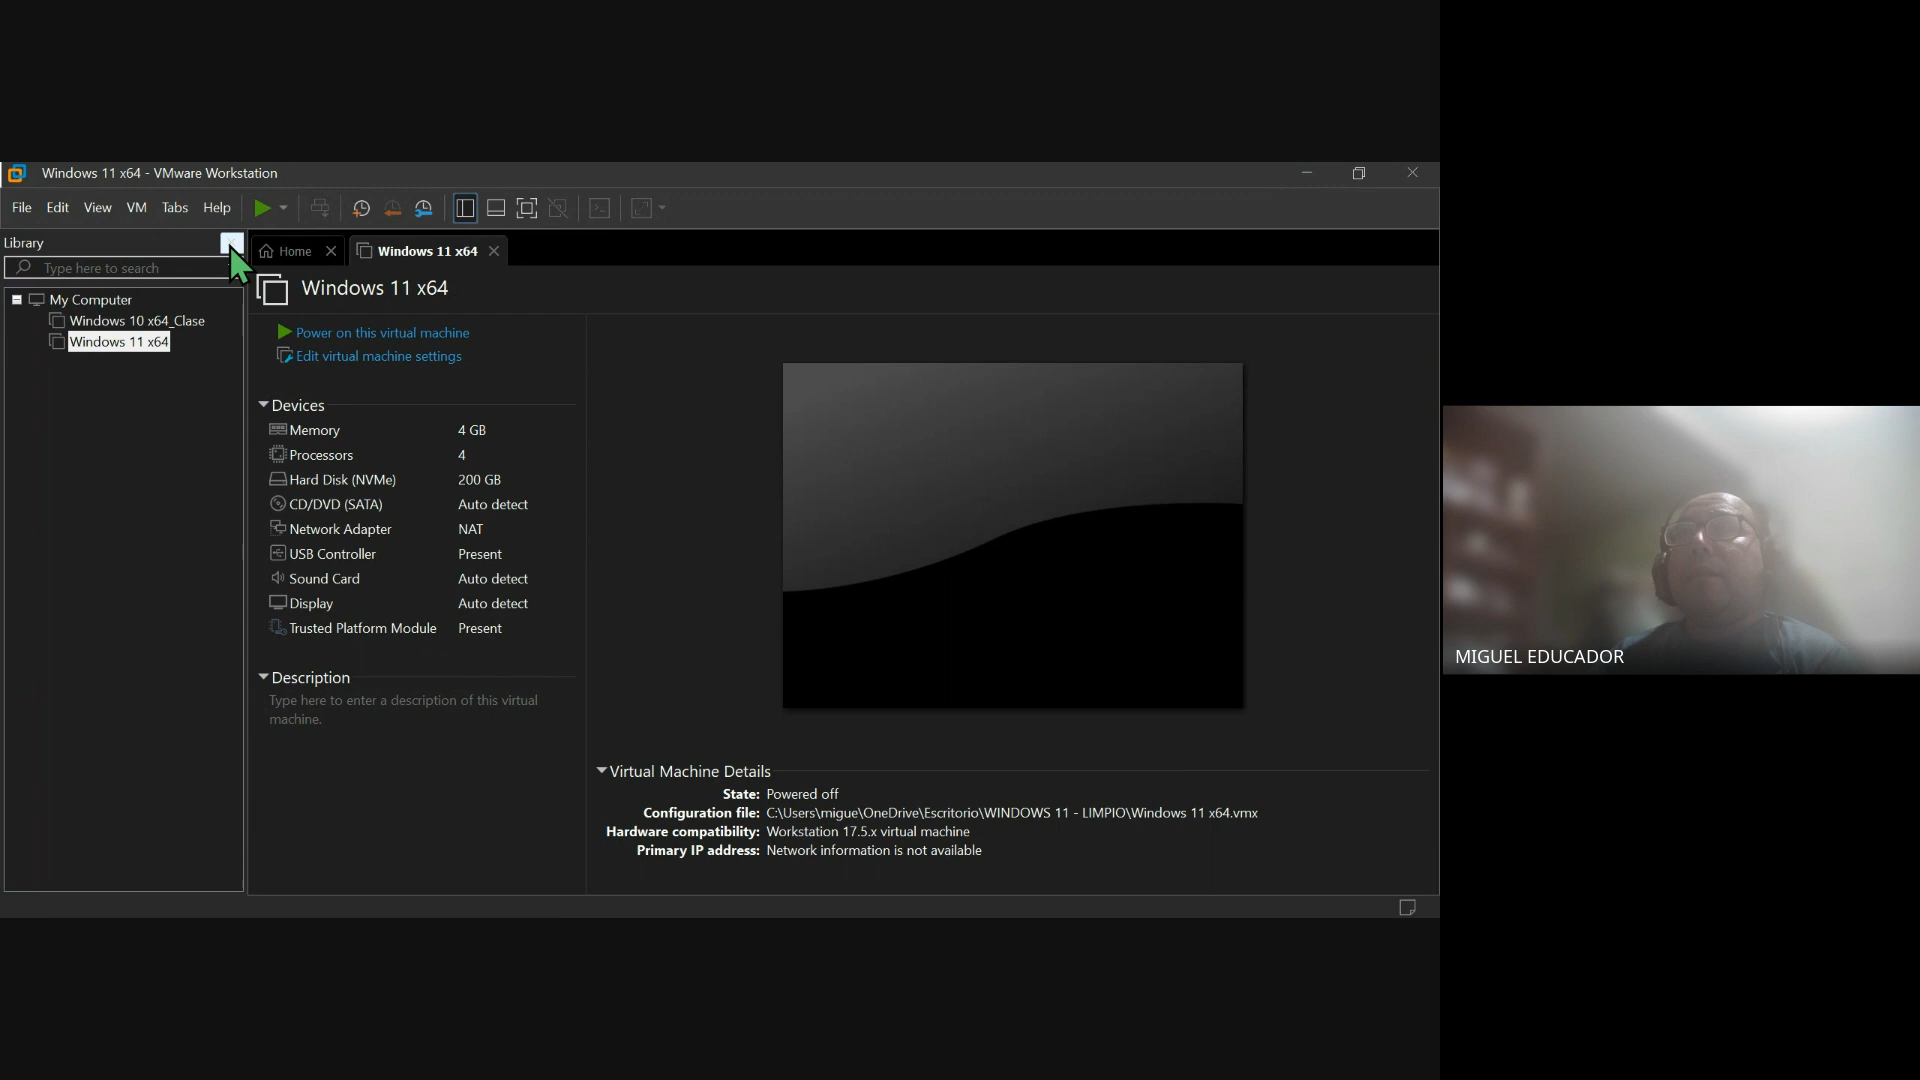 Windows 11 x64 - VMware Workstation
File Edit View VM Tabs Help
Library
Type here to search
My Computer
Windows 10 x64_Clase
Windows 11 x64
Home
Windows 11 x64
Windows 11 x64
Power on this virtual machine
Edit virtual machine settings
Devices
Memory 4 GB
Processors 4
Hard Disk (NVMe) 200 GB
CD/DVD (SATA) Auto detect
Network Adapter NAT
USB Controller Present
Sound Card Auto detect
Display Auto detect
Trusted Platform Module Present
Description
Type here to enter a description of this virtual
machine.
Virtual Machine Details
State: Powered off
Configuration file: C:\Users\migue\OneDrive\Escritorio\WINDOWS 11 - LIMPIO\Windows 11 x64.vmx
Hardware compatibility: Workstation 17.5.x virtual machine
Primary IP address: Network information is not available
MIGUEL EDUCADOR